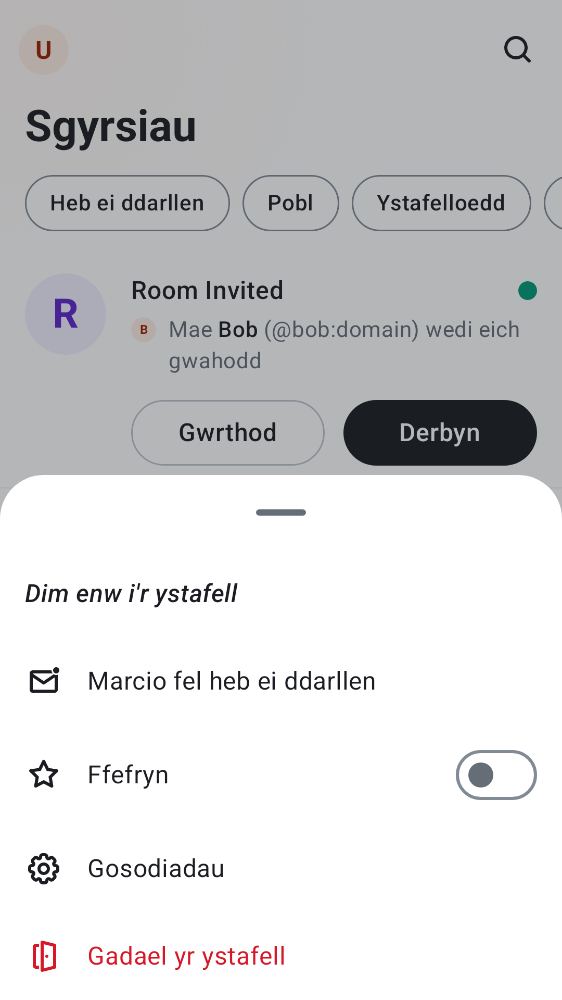 U
Sgyrsiau
Heb ei ddarllen
Pobl
Ystafelloedd
R
Room Invited
B Mae Bob (@bob:domain) wedi eich
gwahodd
Gwrthod
Derbyn
Dim enw i'r ystafell
Marcio fel heb ei ddarllen
Ffefryn
Gosodiadau
Gadael yr ystafell